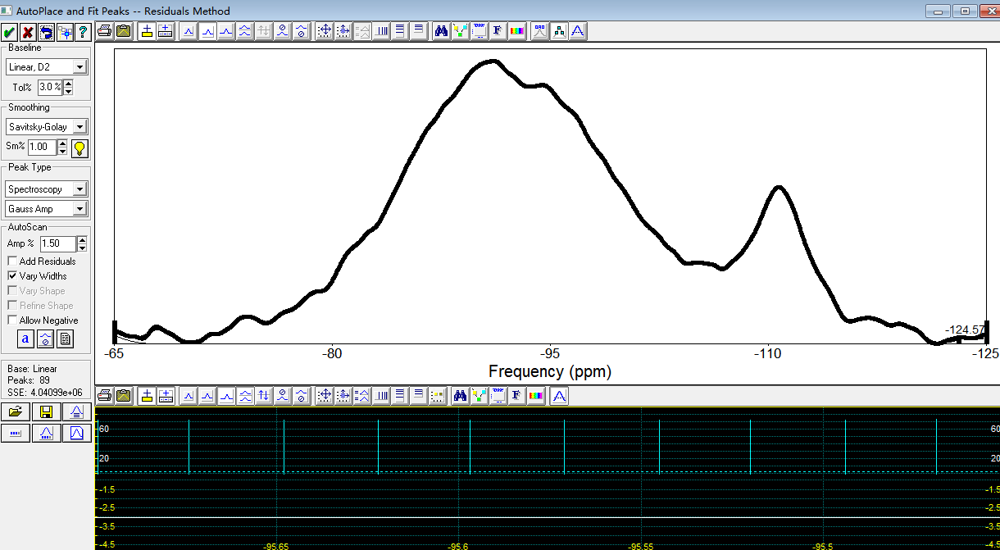 AutoPlace and Fit Peaks -- Residuals Method
Baseline
Linear, D2
Tol% 3.0 %
Smoothing
Savitsky-Golay
Sm% 1.00
Peak Type
Spectroscopy
Gauss Amp
AutoScan
Amp % 1.50
Add Residuals
Vary Widths
Vary Shape
Refine Shape
Allow Negative
a
Base: Linear
Peaks: 89
SSE: 4.04099e+06
-124.57
-65 -80 -95 -110 -125
Frequency (ppm)
60 60
20 20
-1.5 -1.5
-2.5 -2.5
-3.5 -3.5
-4.5 -4.5
-95.65 -95.6 -95.55 -95.5